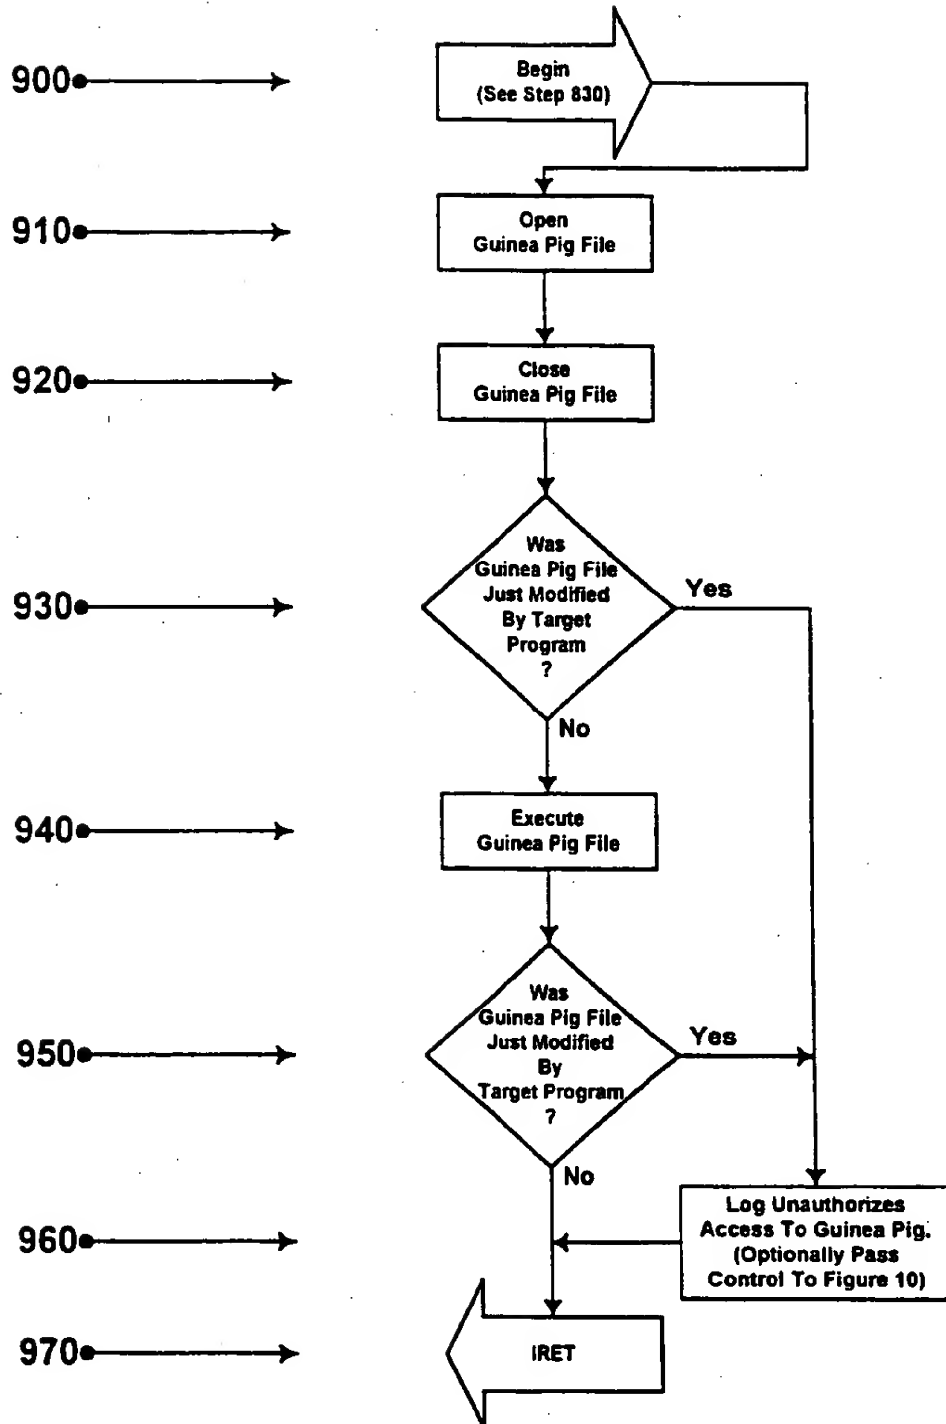 900
Begin
(See Step 830)
910
Open
Guinea Pig File
920
Close
Guinea Pig File
930
Was
Guinea Pig File
Just Modified
By Target
Program
?
Yes
No
940
Execute
Guinea Pig File
950
Was
Guinea Pig File
Just Modified
By
Target Program
?
Yes
No
960
Log Unauthorizes
Access To Guinea Pig.
(Optionally Pass
Control To Figure 10)
970
IRET